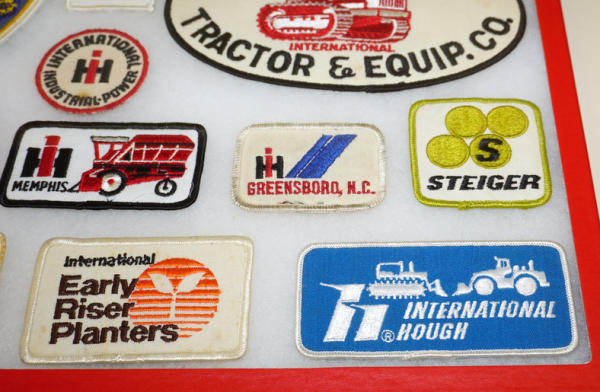 TRACTOR & EQUIP. CO.
INTERNATIONAL
INTERNATIONAL
IH
INDUSTRIAL-POWER
IH
MEMPHIS
IH
GREENSBORO, N.C.
S
STEIGER
International
Early
Riser
Planters
INTERNATIONAL
® HOUGH